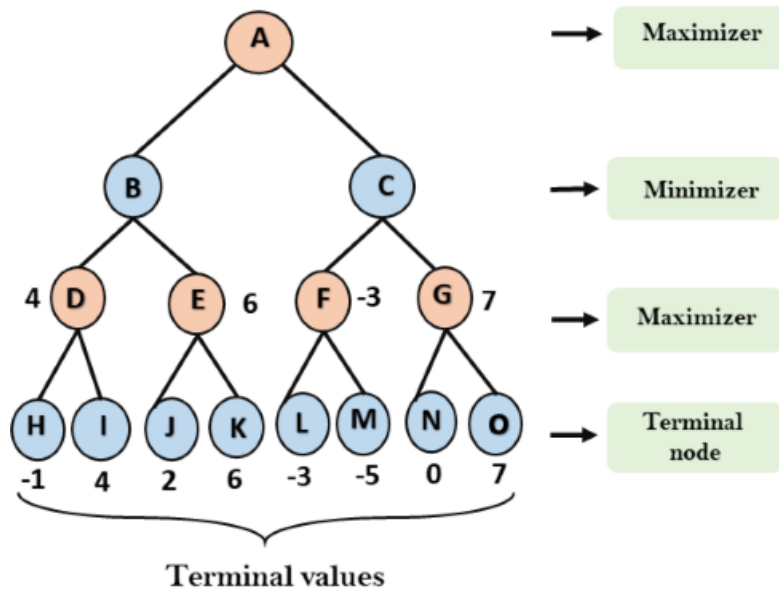 A
Maximizer
B
C
Minimizer
4 D
E 6
F -3
G 7
Maximizer
H I J K L M N O
Terminal
node
-1 4 2 6 -3 -5 0 7
Terminal values